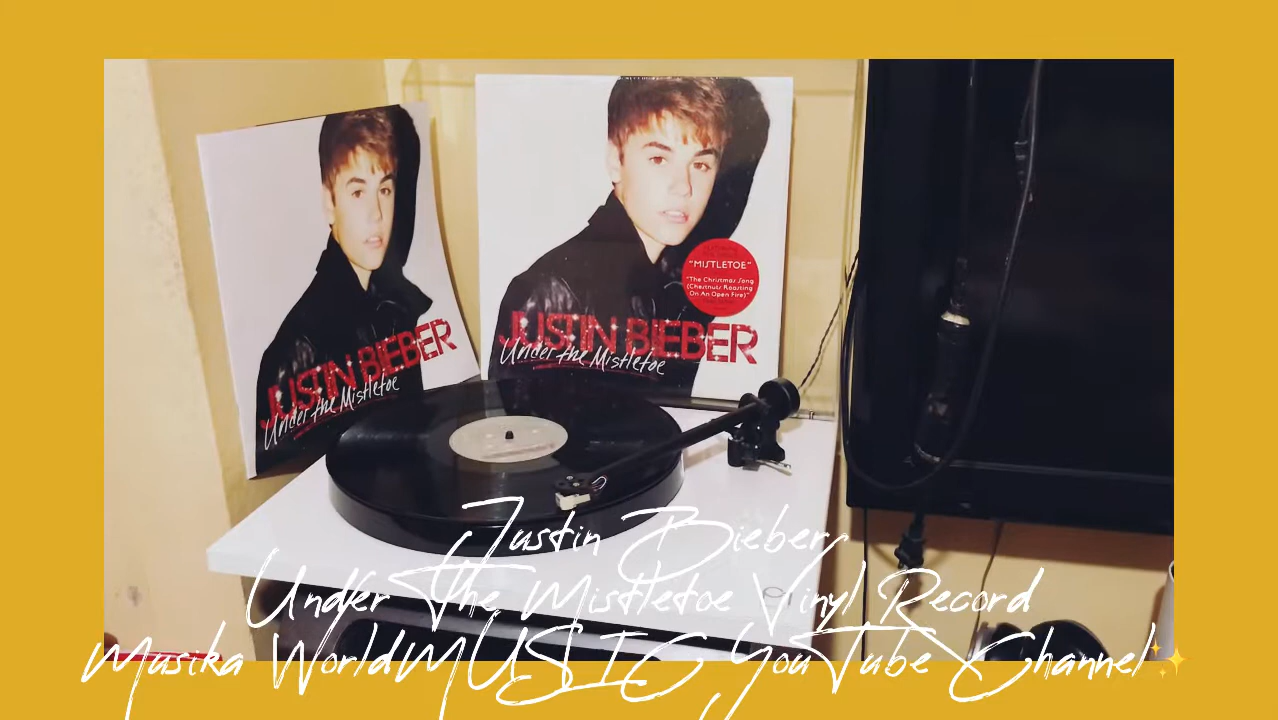 "MISTLETOE"
"The Christmas Song
(Chestnuts Roasting
On An Open Fire)"
JUSTIN BIEBER
Under the Mistletoe
JUSTIN BIEBER
Under the Mistletoe
Justin Bieber
Under The Mistletoe Vinyl Record
Musika WorldMUSIC YouTube Channel✨